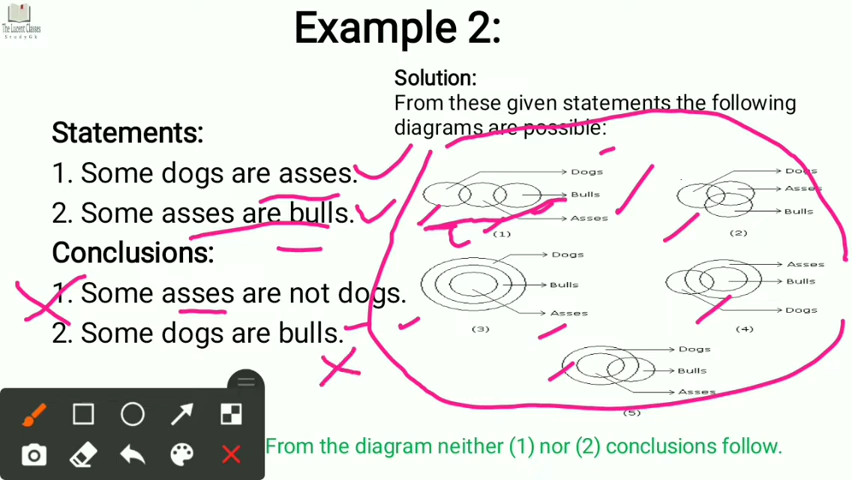 The Lucent Classes
Example 2:
Solution:
From these given statements the following
diagrams are possible:
Statements:
1. Some dogs are asses.
2. Some asses are bulls.
Conclusions:
1. Some asses are not dogs.
2. Some dogs are bulls.
Dogs
Bulls
Asses
(1)
Dogs
Asses
Bulls
(2)
Dogs
Bulls
Asses
(3)
Asses
Bulls
Dogs
(4)
Dogs
Bulls
Asses
(5)
From the diagram neither (1) nor (2) conclusions follow.